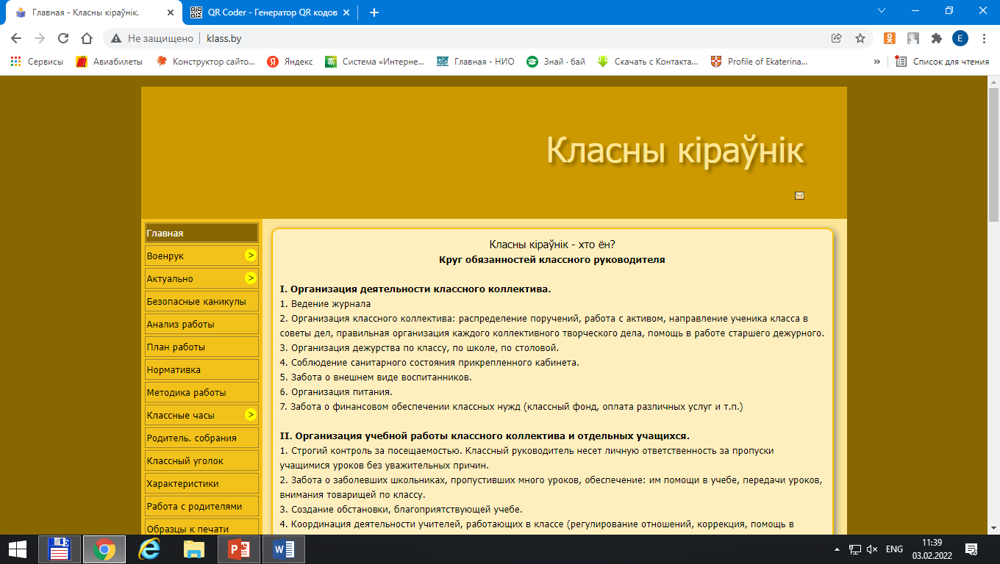 Главная - Класны кіраўнік.
QR Coder - Генератор QR кодов
Не защищено
klass.by
E
Сервисы
Авиабилеты
Конструктор сайто...
Яндекс
Система «Интерне...
Главная - НИО
Знай · бай
Скачать с Контакта...
Profile of Ekaterina...
»
Список для чтения
Класны кіраўнік
Главная
Военрук >
Актуально >
Безопасные каникулы
Анализ работы
План работы
Нормативка
Методика работы
Классные часы >
Родитель. собрания
Классный уголок
Характеристики
Работа с родителями
Образцы к печати
Класны кіраўнік - хто ён?
Круг обязанностей классного руководителя
I. Организация деятельности классного коллектива.
1. Ведение журнала
2. Организация классного коллектива: распределение поручений, работа с активом, направление ученика класса в
советы дел, правильная организация каждого коллективного творческого дела, помощь в работе старшего дежурного.
3. Организация дежурства по классу, по школе, по столовой.
4. Соблюдение санитарного состояния прикрепленного кабинета.
5. Забота о внешнем виде воспитанников.
6. Организация питания.
7. Забота о финансовом обеспечении классных нужд (классный фонд, оплата различных услуг и т.п.)
II. Организация учебной работы классного коллектива и отдельных учащихся.
1. Строгий контроль за посещаемостью. Классный руководитель несет личную ответственность за пропуски
учащимися уроков без уважительных причин.
2. Забота о заболевших школьниках, пропустивших много уроков, обеспечение: им помощи в учебе, передачи уроков,
внимания товарищей по классу.
3. Создание обстановки, благоприятствующей учебе.
4. Координация деятельности учителей, работающих в классе (регулирование отношений, коррекция, помощь в
ENG
11:39
03.02.2022